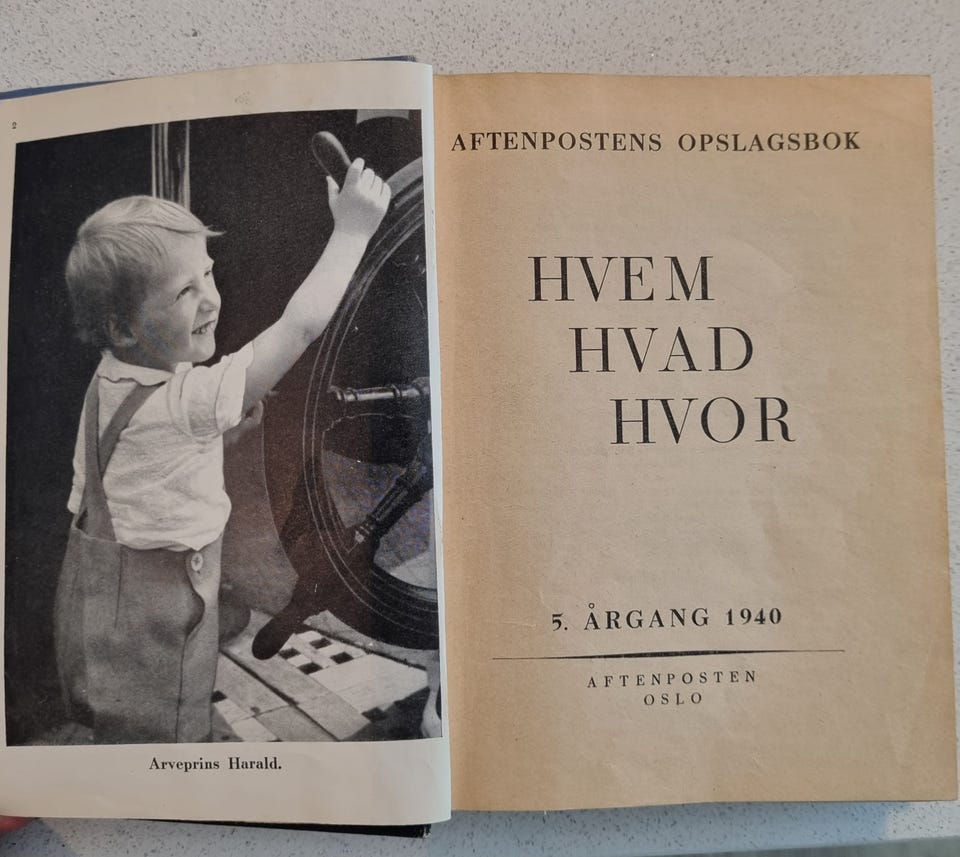 2
Arveprins Harald.
AFTENPOSTENS OPSLAGSBOK
HVEM
HVAD
HVOR
5. ÅRGANG 1940
AFTENPOSTEN
OSLO